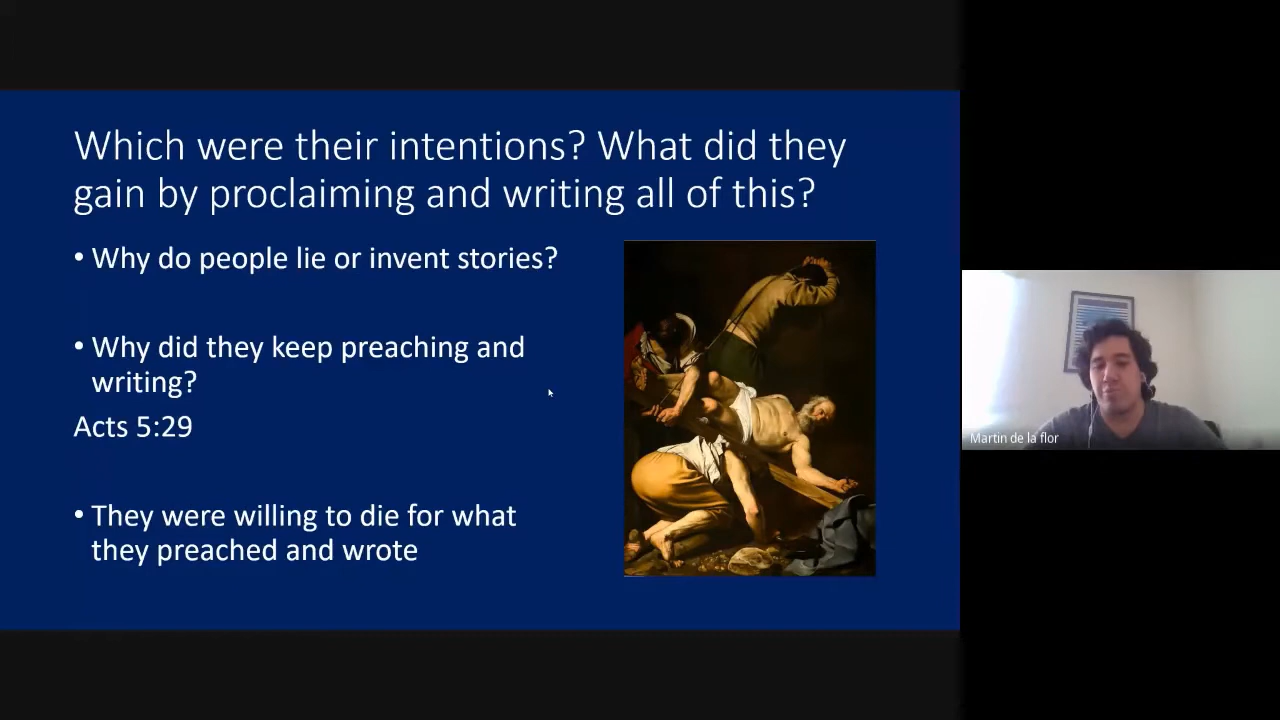 Which were their intentions? What did they
gain by proclaiming and writing all of this?
• Why do people lie or invent stories?
• Why did they keep preaching and
writing?
Acts 5:29
• They were willing to die for what
they preached and wrote
Martin de la flor